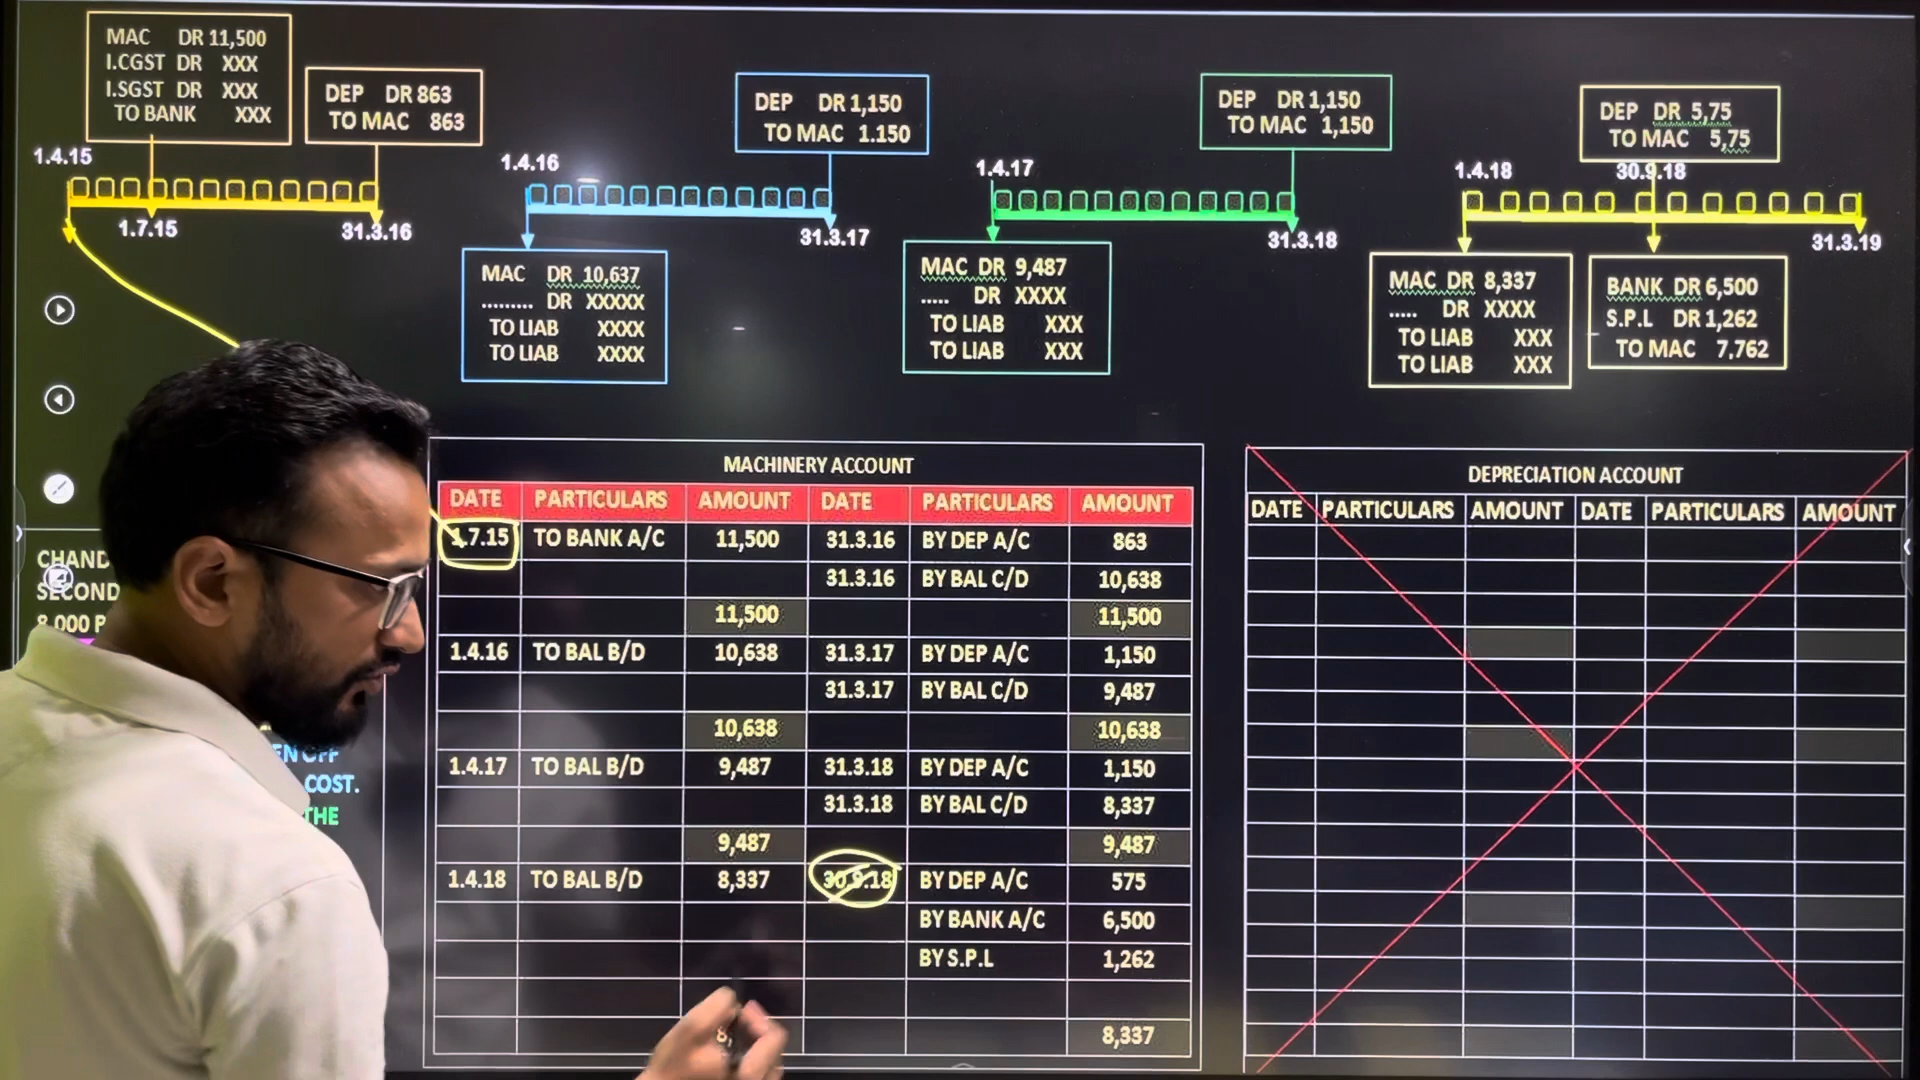 MAC DR 11,500
I.CGST DR XXX
I.SGST DR XXX
TO BANK XXX
DEP DR 863
TO MAC 863
1.4.15
1.7.15
31.3.16
DEP DR 1,150
TO MAC 1.150
1.4.16
31.3.17
MAC DR 10,637
......... DR XXXXX
TO LIAB XXXX
TO LIAB XXXX
DEP DR 1,150
TO MAC 1,150
1.4.17
31.3.18
MAC DR 9,487
..... DR XXXX
TO LIAB XXX
TO LIAB XXX
DEP DR 5,75
TO MAC 5,75
1.4.18
30.9.18
31.3.19
MAC DR 8,337
..... DR XXXX
TO LIAB XXX
TO LIAB XXX
BANK DR 6,500
S.P.L DR 1,262
TO MAC 7,762
CHAND
SECOND
8,000 P
EN OFF
COST.
THE
MACHINERY ACCOUNT
DATE PARTICULARS AMOUNT DATE PARTICULARS AMOUNT
1.7.15 TO BANK A/C 11,500 31.3.16 BY DEP A/C 863
31.3.16 BY BAL C/D 10,638
11,500 11,500
1.4.16 TO BAL B/D 10,638 31.3.17 BY DEP A/C 1,150
31.3.17 BY BAL C/D 9,487
10,638 10,638
1.4.17 TO BAL B/D 9,487 31.3.18 BY DEP A/C 1,150
31.3.18 BY BAL C/D 8,337
9,487 9,487
1.4.18 TO BAL B/D 8,337 30.9.18 BY DEP A/C 575
BY BANK A/C 6,500
BY S.P.L 1,262
8,337
DEPRECIATION ACCOUNT
DATE PARTICULARS AMOUNT DATE PARTICULARS AMOUNT